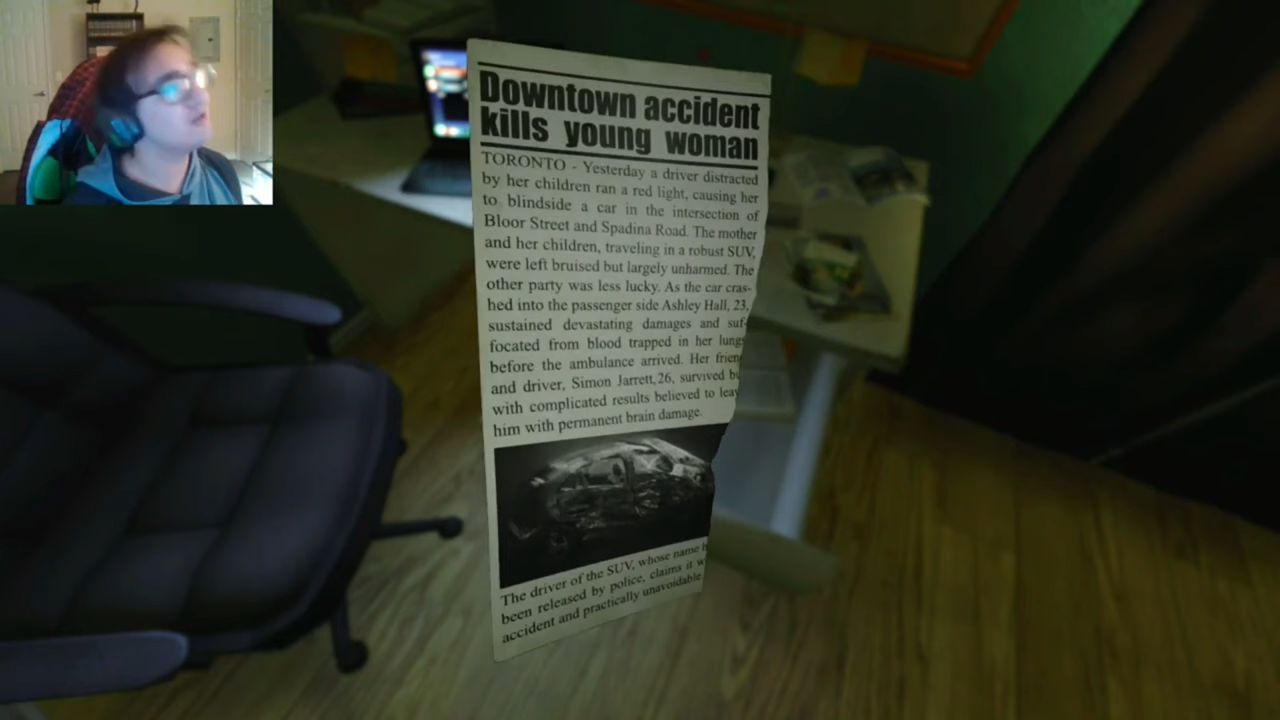 Downtown accident
kills young woman
TORONTO - Yesterday a driver distracted
by her children ran a red light, causing her
to blindside a car in the intersection of
Bloor Street and Spadina Road. The mother
and her children, traveling in a robust SUV,
were left bruised but largely unharmed. The
other party was less lucky. As the car cras-
hed into the passenger side Ashley Hall, 23,
sustained devastating damages and suf-
focated from blood trapped in her lungs
before the ambulance arrived. Her frien
and driver, Simon Jarrett, 26, survived bu
with complicated results believed to leav
him with permanent brain damage.
The driver of the SUV, whose name h
been released by police, claims it w
accident and practically unavoidable